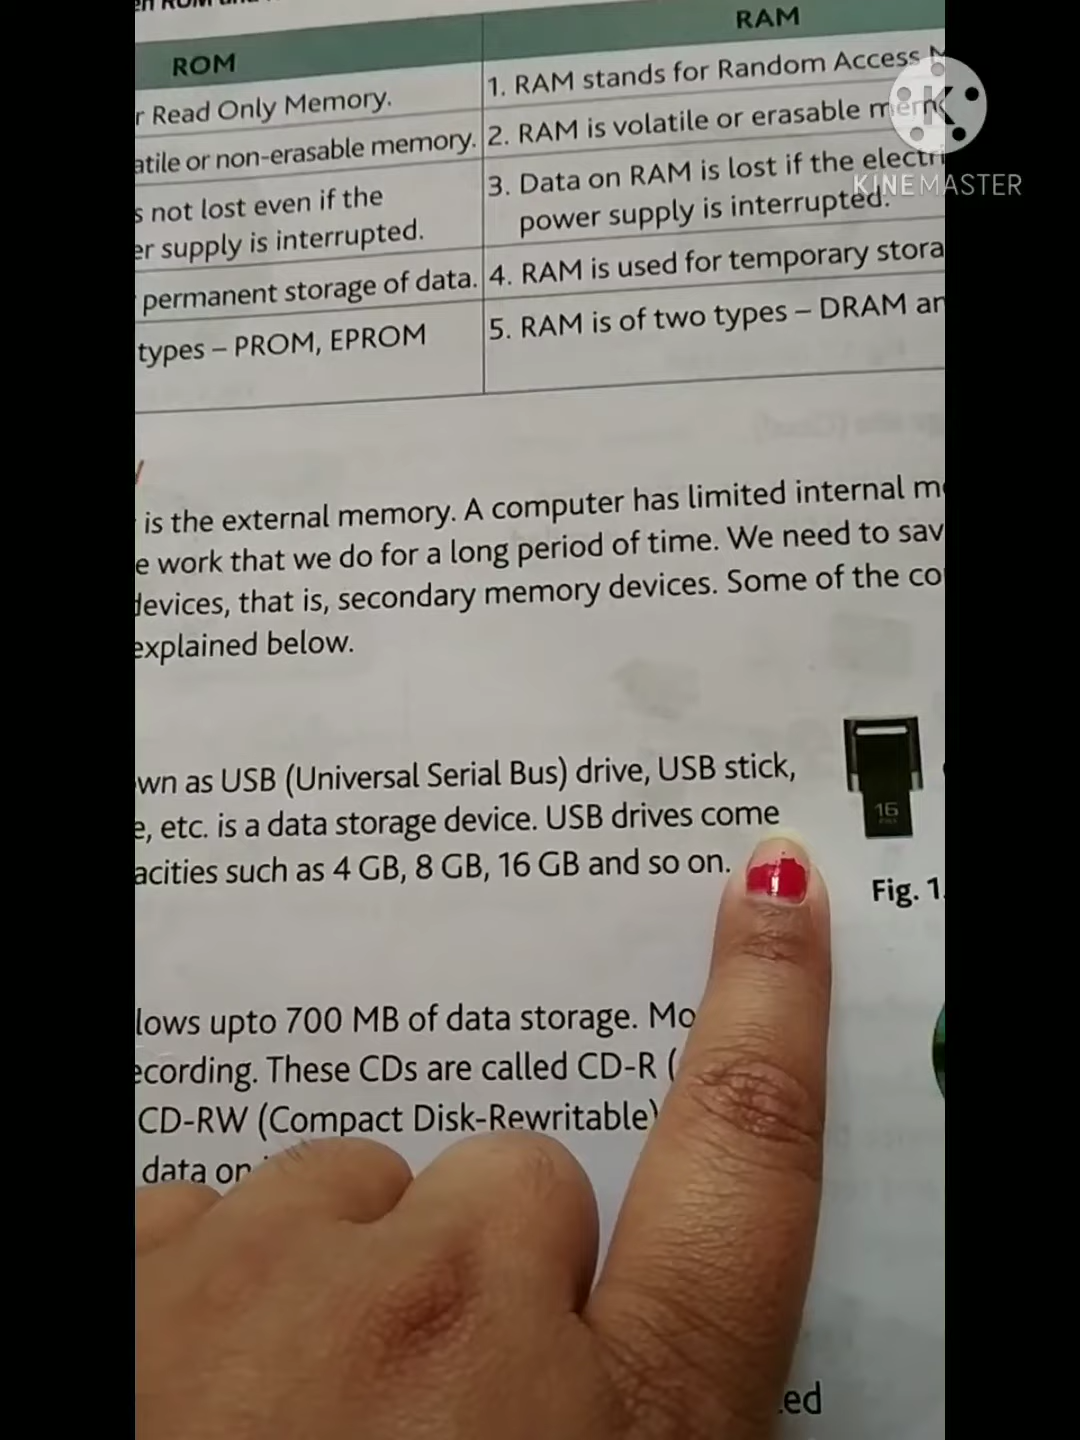 ROM RAM
r Read Only Memory. 1. RAM stands for Random Access
atile or non-erasable memory. 2. RAM is volatile or erasable
s not lost even if the 3. Data on RAM is lost if the electri
er supply is interrupted. power supply is interrupted.
permanent storage of data. 4. RAM is used for temporary stora
types – PROM, EPROM 5. RAM is of two types – DRAM an
K
KINEMASTER
is the external memory. A computer has limited internal m
e work that we do for a long period of time. We need to sav
devices, that is, secondary memory devices. Some of the co
explained below.
wn as USB (Universal Serial Bus) drive, USB stick,
e, etc. is a data storage device. USB drives come
acities such as 4 GB, 8 GB, 16 GB and so on.
16
Fig. 1.
lows upto 700 MB of data storage. Mo
ecording. These CDs are called CD-R (
CD-RW (Compact Disk-Rewritable)
data on
ed